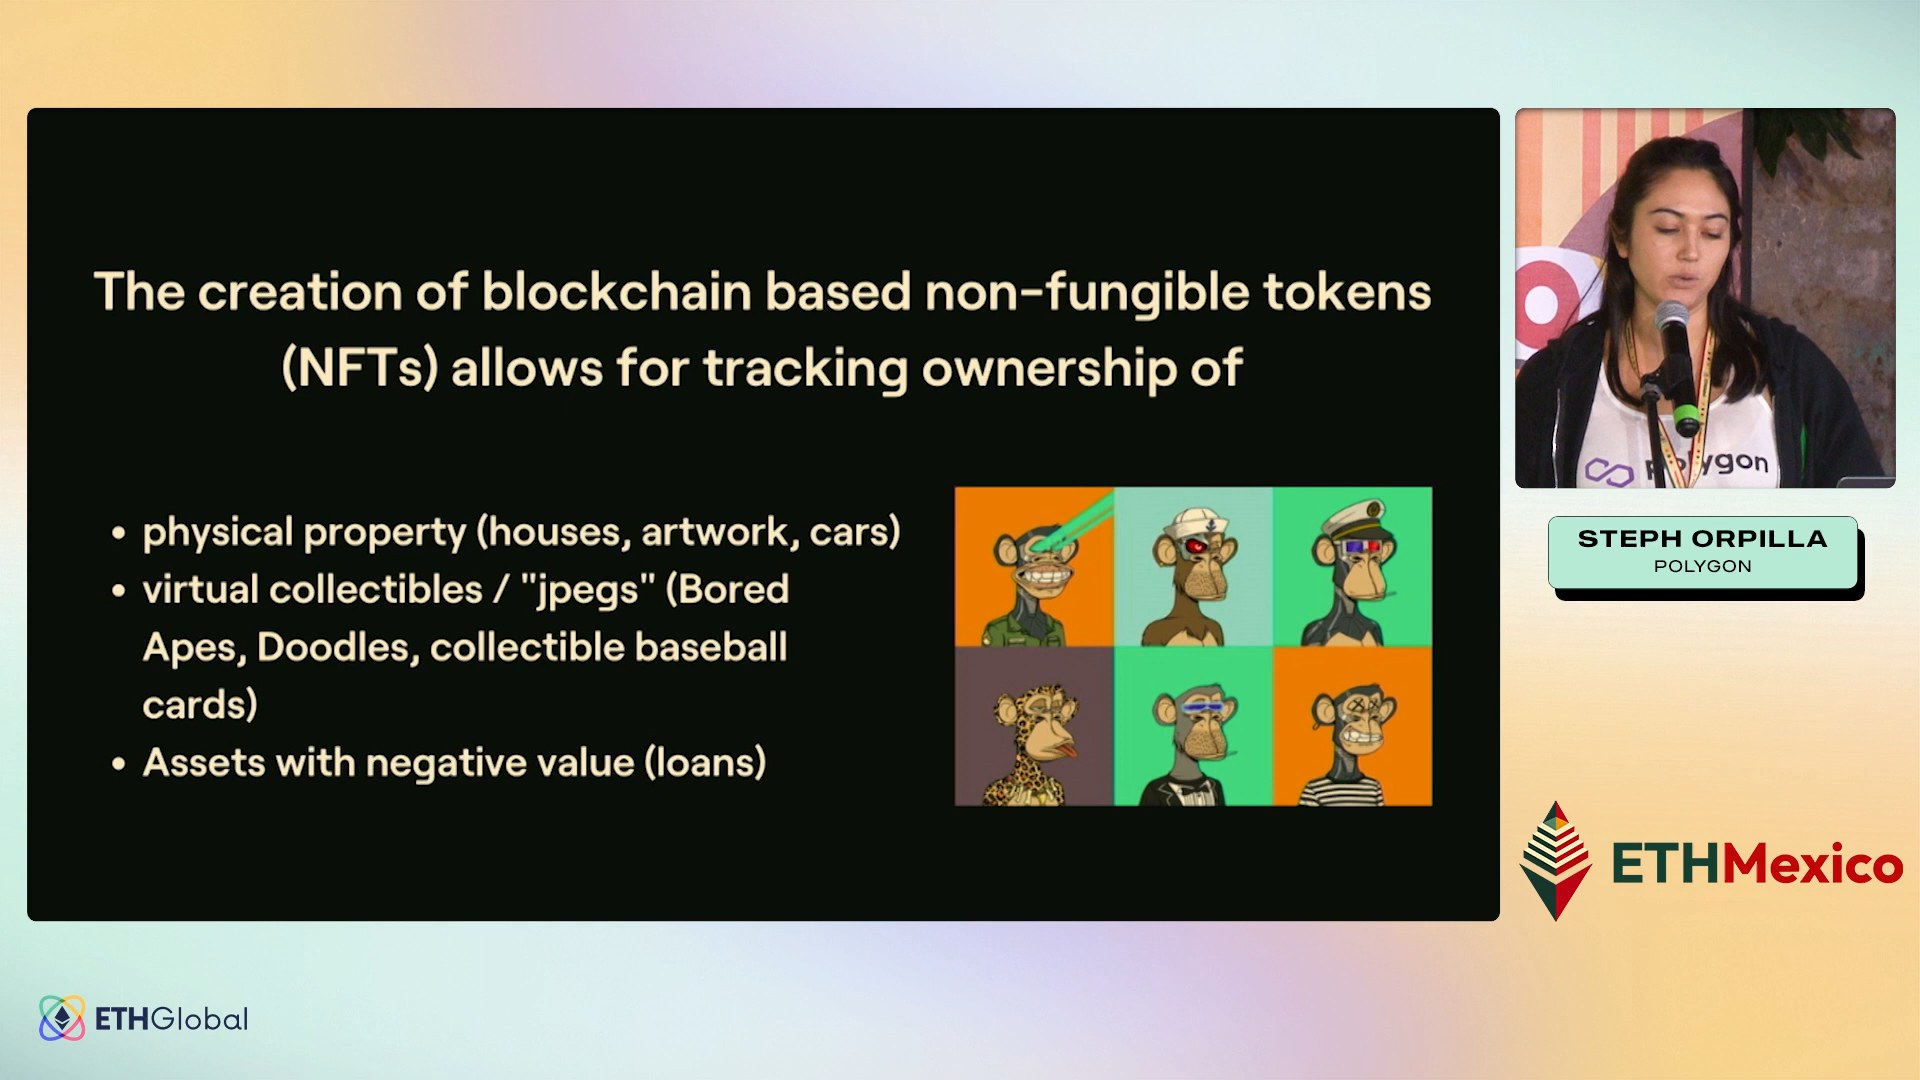 The creation of blockchain based non-fungible tokens
(NFTs) allows for tracking ownership of
• physical property (houses, artwork, cars)
• virtual collectibles / "jpegs" (Bored
Apes, Doodles, collectible baseball
cards)
• Assets with negative value (loans)
Polygon
STEPH ORPILLA
POLYGON
ETHMexico
ETHGlobal